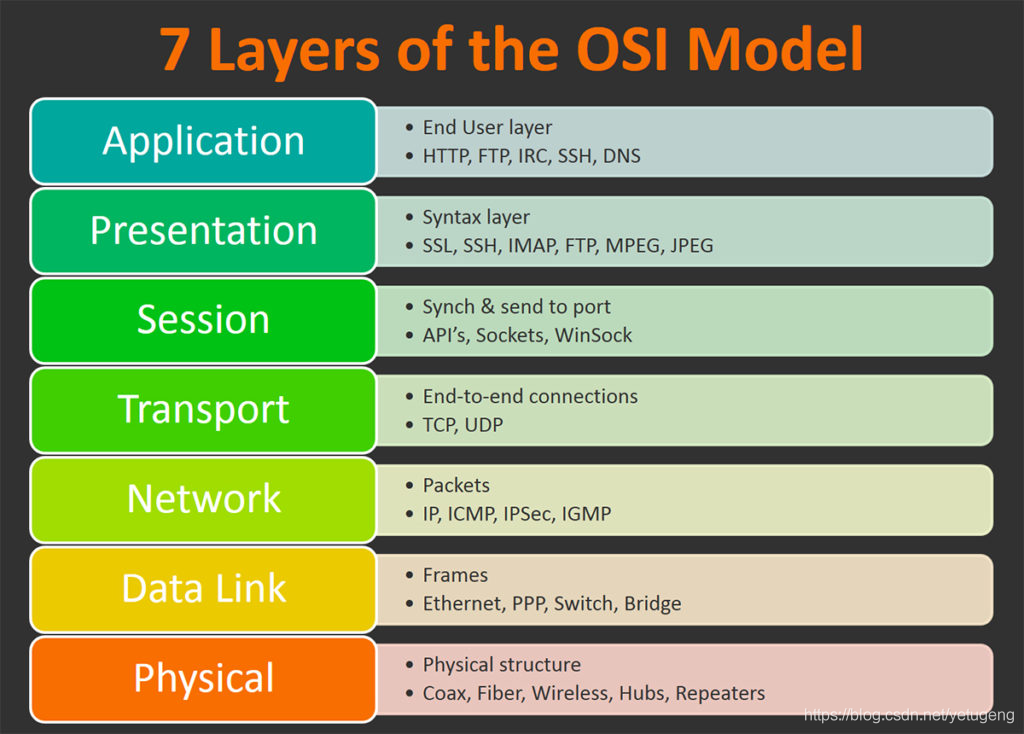 7 Layers of the OSI Model
Application
• End User layer
• HTTP, FTP, IRC, SSH, DNS
Presentation
• Syntax layer
• SSL, SSH, IMAP, FTP, MPEG, JPEG
Session
• Synch & send to port
• API's, Sockets, WinSock
Transport
• End-to-end connections
• TCP, UDP
Network
• Packets
• IP, ICMP, IPSec, IGMP
Data Link
• Frames
• Ethernet, PPP, Switch, Bridge
Physical
• Physical structure
• Coax, Fiber, Wireless, Hubs, Repeaters
https://blog.csdn.net/yetugeng